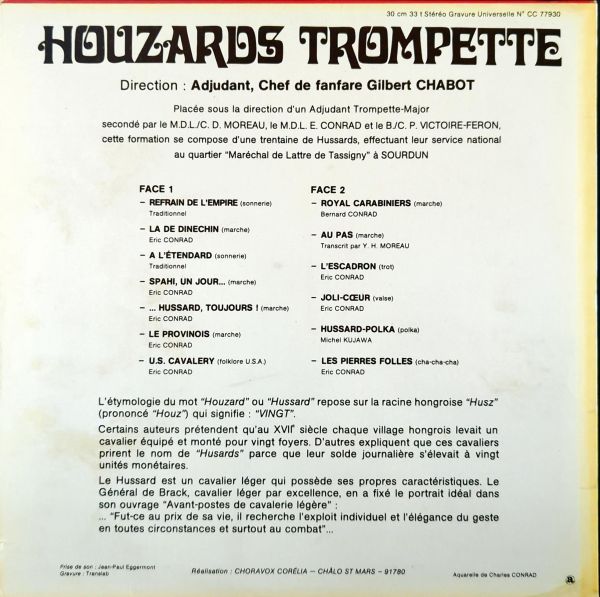 30 cm 33 t Stéréo Gravure Universelle N° CC 77930
HOUZARDS TROMPETTE
Direction : Adjudant, Chef de fanfare Gilbert CHABOT
Placée sous la direction d'un Adjudant Trompette-Major
secondé par le M.D.L./C. D. MOREAU, le M.D.L. E. CONRAD et le B./C. P. VICTOIRE-FERON,
cette formation se compose d'une trentaine de Hussards, effectuant leur service national
au quartier "Maréchal de Lattre de Tassigny" à SOURDUN
FACE 1
– REFRAIN DE L'EMPIRE (sonnerie)
Traditionnel
– LA DE DINECHIN (marche)
Eric CONRAD
– A L'ÉTENDARD (sonnerie)
Traditionnel
– SPAHI, UN JOUR... (marche)
Eric CONRAD
– ... HUSSARD, TOUJOURS ! (marche)
Eric CONRAD
– LE PROVINOIS (marche)
Eric CONRAD
– U.S. CAVALERY (folklore U.S.A.)
Eric CONRAD
FACE 2
– ROYAL CARABINIERS (marche)
Bernard CONRAD
– AU PAS (marche)
Transcrit par Y. H. MOREAU
– L'ESCADRON (trot)
Eric CONRAD
– JOLI-CŒUR (valse)
Eric CONRAD
– HUSSARD-POLKA (polka)
Michel KUJAWA
– LES PIERRES FOLLES (cha-cha-cha)
Eric CONRAD
L'étymologie du mot "Houzard" ou "Hussard" repose sur la racine hongroise "Husz"
(prononcé "Houz") qui signifie : "VINGT".
Certains auteurs prétendent qu'au XVIIe siècle chaque village hongrois levait un
cavalier équipé et monté pour vingt foyers. D'autres expliquent que ces cavaliers
prirent le nom de "Husards" parce que leur solde journalière s'élevait à vingt
unités monétaires.
Le Hussard est un cavalier léger qui possède ses propres caractéristiques. Le
Général de Brack, cavalier léger par excellence, en a fixé le portrait idéal dans
son ouvrage "Avant-postes de cavalerie légère" :
... "Fut-ce au prix de sa vie, il recherche l'exploit individuel et l'élégance du geste
en toutes circonstances et surtout au combat"...
Prise de son : Jean-Paul Eggermont
Gravure : Translab
Réalisation : CHORAVOX CORÉLIA – CHÂLO ST MARS – 91780
Aquarelle de Charles CONRAD